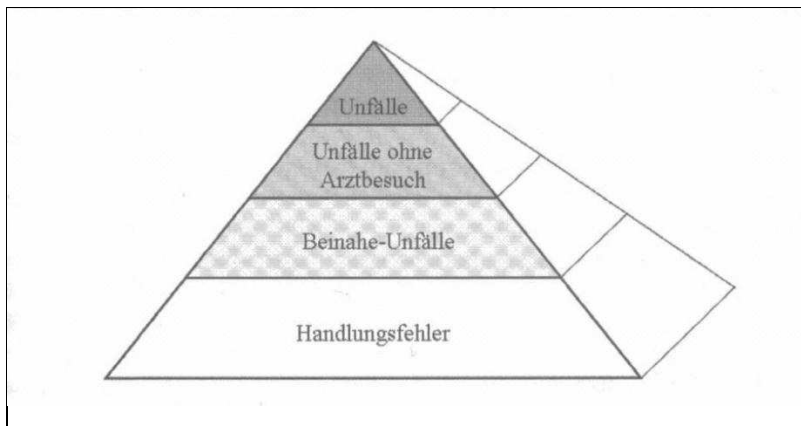 Unfälle
Unfälle ohne
Arztbesuch
Beinahe-Unfälle
Handlungsfehler